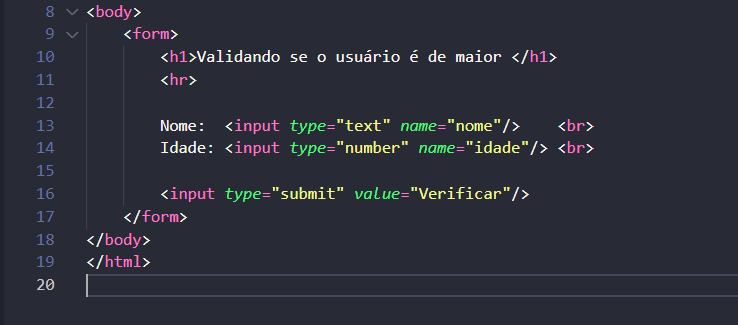 8 <body>
9 <form>
10 <h1>Validando se o usuário é de maior </h1>
11 <hr>
12
13 Nome:  <input type="text" name="nome"/>    <br>
14 Idade: <input type="number" name="idade"/> <br>
15
16 <input type="submit" value="Verificar"/>
17 </form>
18 </body>
19 </html>
20